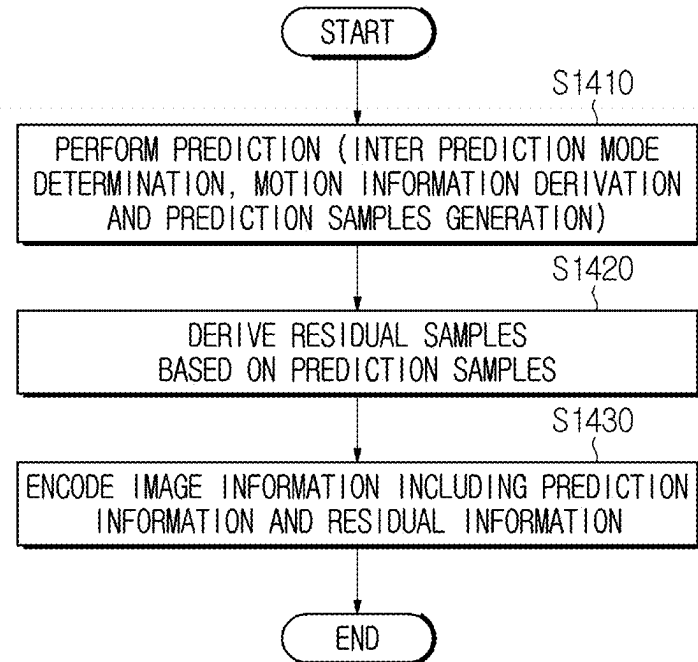 START
S1410
PERFORM PREDICTION (INTER PREDICTION MODE
DETERMINATION, MOTION INFORMATION DERIVATION
AND PREDICTION SAMPLES GENERATION)
S1420
DERIVE RESIDUAL SAMPLES
BASED ON PREDICTION SAMPLES
S1430
ENCODE IMAGE INFORMATION INCLUDING PREDICTION
INFORMATION AND RESIDUAL INFORMATION
END